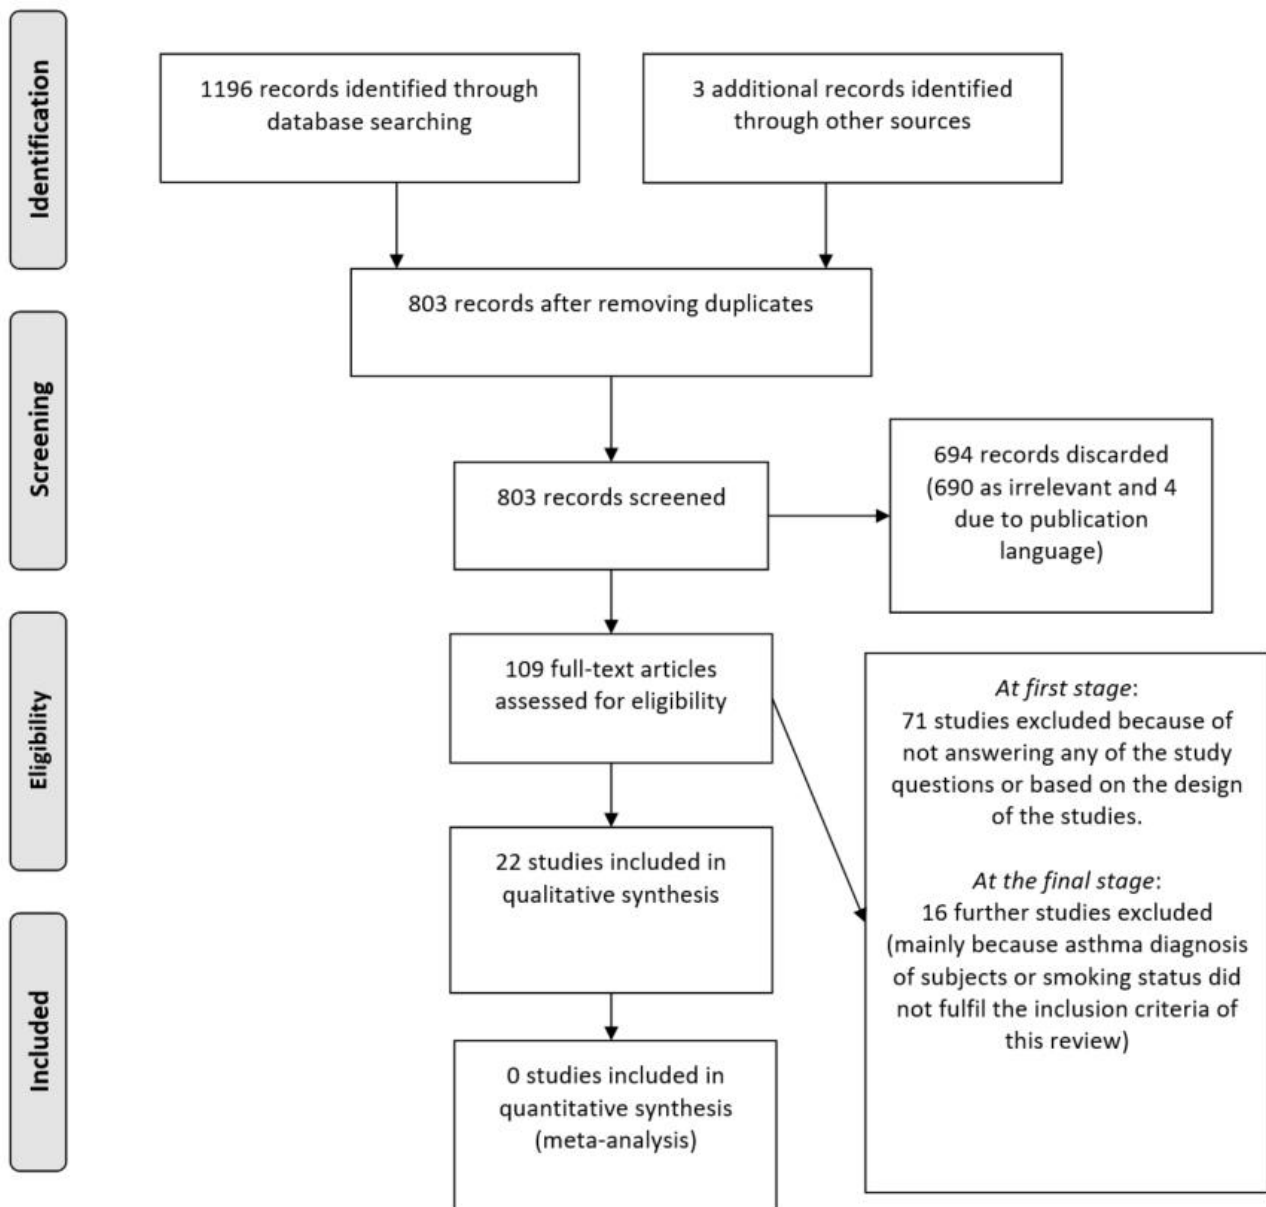 Identification
1196 records identified through
database searching
3 additional records identified
through other sources
803 records after removing duplicates
Screening
803 records screened
694 records discarded
(690 as irrelevant and 4
due to publication
language)
Eligibility
109 full-text articles
assessed for eligibility
At first stage:
71 studies excluded because of
not answering any of the study
questions or based on the design
of the studies.
At the final stage:
16 further studies excluded
(mainly because asthma diagnosis
of subjects or smoking status did
not fulfil the inclusion criteria of
this review)
22 studies included in
qualitative synthesis
Included
0 studies included in
quantitative synthesis
(meta-analysis)